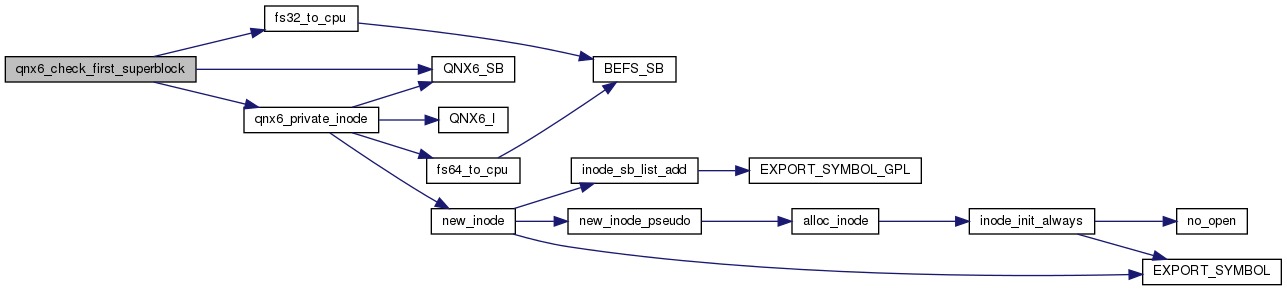 fs32_to_cpu
qnx6_check_first_superblock
QNX6_SB
BEFS_SB
qnx6_private_inode
QNX6_I
fs64_to_cpu
inode_sb_list_add
EXPORT_SYMBOL_GPL
new_inode
new_inode_pseudo
alloc_inode
inode_init_always
no_open
EXPORT_SYMBOL